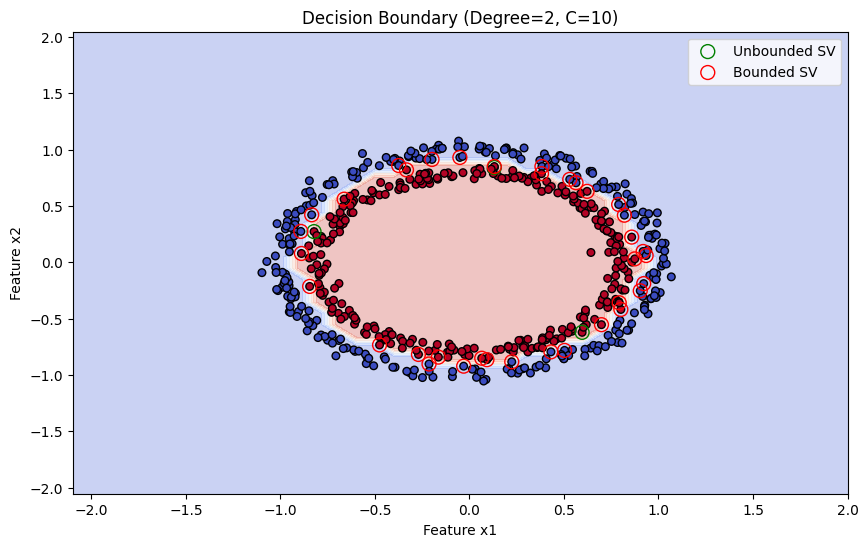 Decision Boundary (Degree=2, C=10)
Unbounded SV
Bounded SV
2.0
1.5
1.0
0.5
0.0
−0.5
−1.0
−1.5
−2.0
Feature x2
−2.0 −1.5 −1.0 −0.5 0.0 0.5 1.0 1.5 2.0
Feature x1